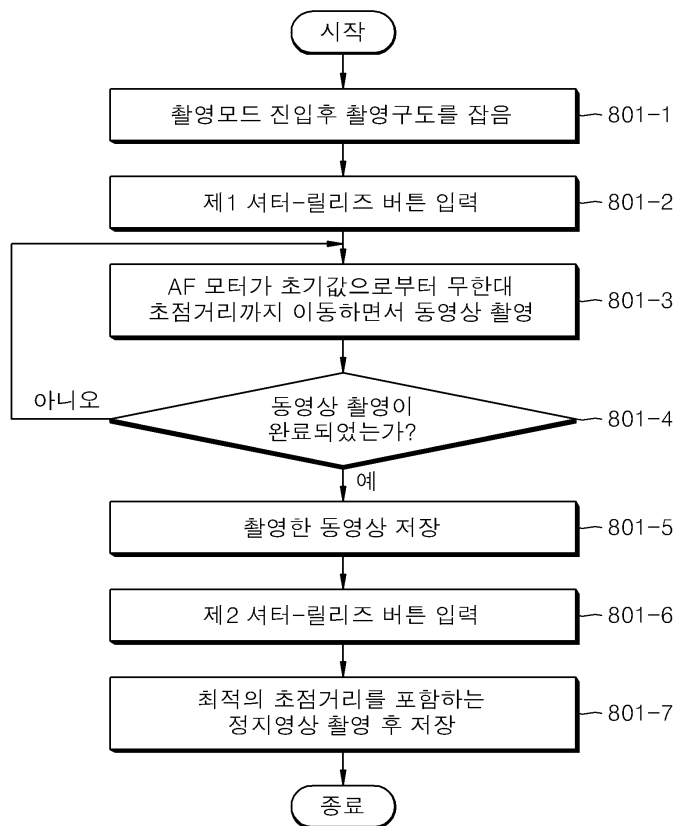 시작
촬영모드 진입후 촬영구도를 잡음
801-1
제1 셔터-릴리즈 버튼 입력
801-2
AF 모터가 초기값으로부터 무한대
초점거리까지 이동하면서 동영상 촬영
801-3
아니오
동영상 촬영이
완료되었는가?
801-4
예
촬영한 동영상 저장
801-5
제2 셔터-릴리즈 버튼 입력
801-6
최적의 초점거리를 포함하는
정지영상 촬영 후 저장
801-7
종료